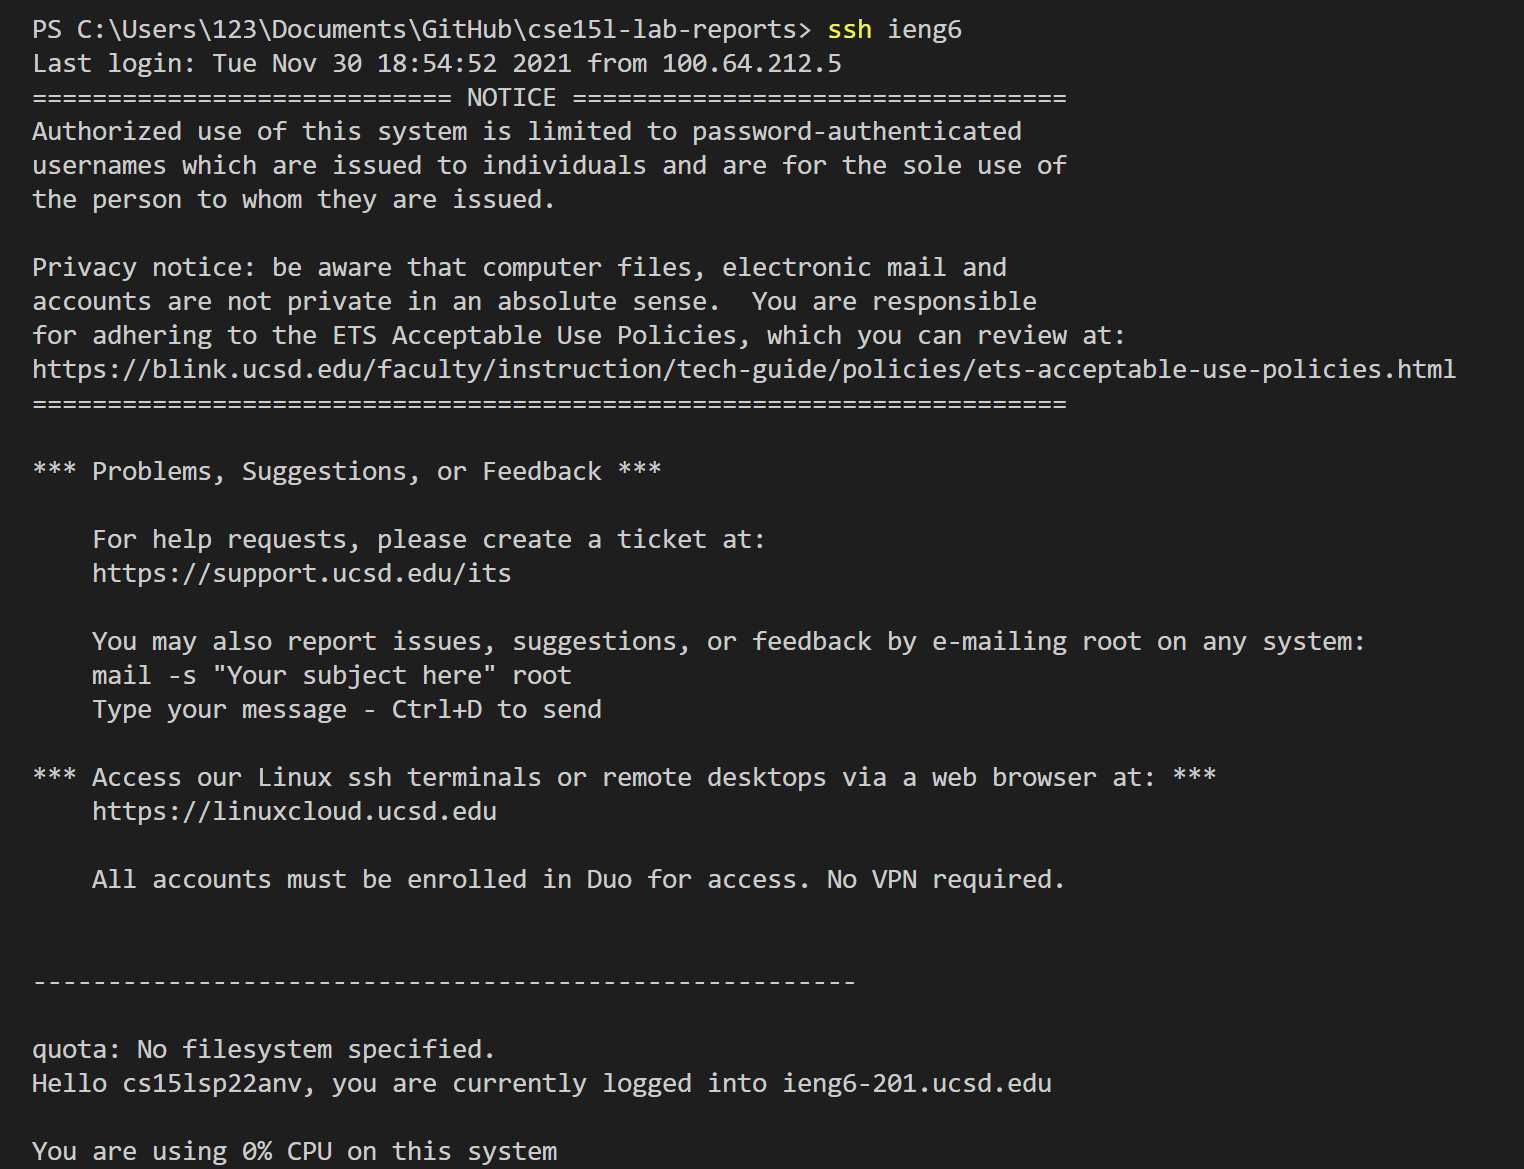 PS C:\Users\123\Documents\GitHub\cse15l-lab-reports> ssh ieng6
Last login: Tue Nov 30 18:54:52 2021 from 100.64.212.5
============================ NOTICE =================================
Authorized use of this system is limited to password-authenticated
usernames which are issued to individuals and are for the sole use of
the person to whom they are issued.

Privacy notice: be aware that computer files, electronic mail and
accounts are not private in an absolute sense.  You are responsible
for adhering to the ETS Acceptable Use Policies, which you can review at:
https://blink.ucsd.edu/faculty/instruction/tech-guide/policies/ets-acceptable-use-policies.html
=====================================================================

*** Problems, Suggestions, or Feedback ***

    For help requests, please create a ticket at:
    https://support.ucsd.edu/its

    You may also report issues, suggestions, or feedback by e-mailing root on any system:
    mail -s "Your subject here" root
    Type your message - Ctrl+D to send

*** Access our Linux ssh terminals or remote desktops via a web browser at: ***
    https://linuxcloud.ucsd.edu

    All accounts must be enrolled in Duo for access. No VPN required.

-------------------------------------------------------

quota: No filesystem specified.
Hello cs15lsp22anv, you are currently logged into ieng6-201.ucsd.edu

You are using 0% CPU on this system